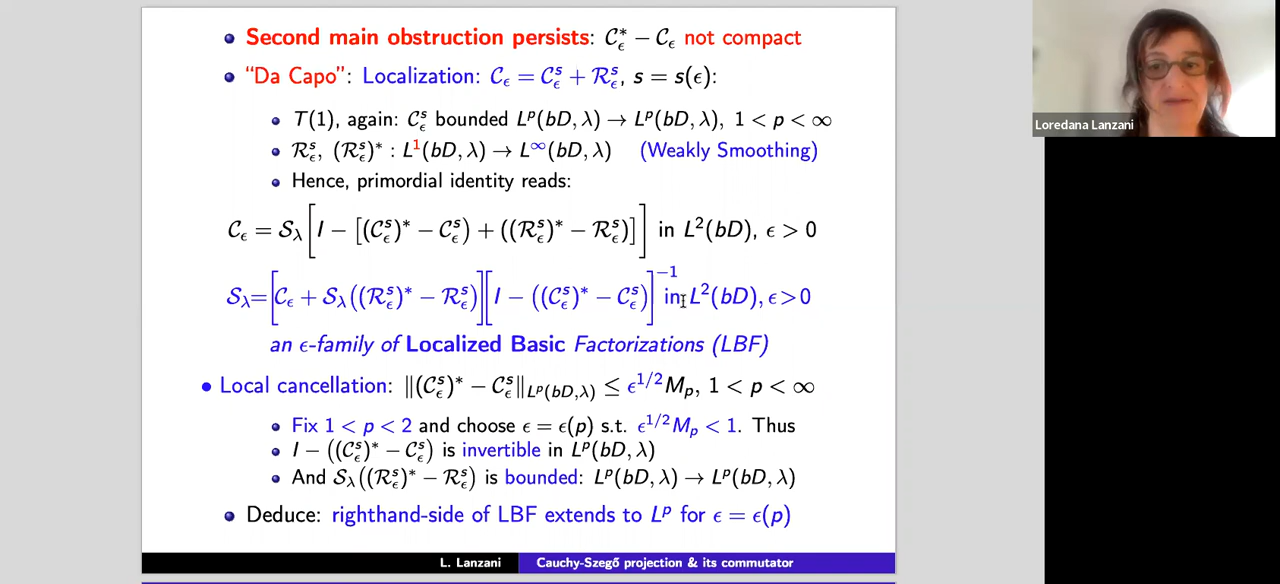 • Second main obstruction persists: 𝒞*_ϵ − 𝒞_ϵ not compact
• “Da Capo”: Localization: 𝒞_ϵ = 𝒞^s_ϵ + ℛ^s_ϵ, s = s(ϵ):
• T(1), again: 𝒞^s_ϵ bounded L^p(bD, λ) → L^p(bD, λ), 1 < p < ∞
• ℛ^s_ϵ, (ℛ^s_ϵ)* : L^1(bD, λ) → L^∞(bD, λ) (Weakly Smoothing)
• Hence, primordial identity reads:
𝒞_ϵ = 𝒮_λ[I − [(𝒞^s_ϵ)* − 𝒞^s_ϵ) + ((ℛ^s_ϵ)* − ℛ^s_ϵ)]] in L^2(bD), ϵ > 0
𝒮_λ=[𝒞_ϵ + 𝒮_λ((ℛ^s_ϵ)* − ℛ^s_ϵ)][I − ((𝒞^s_ϵ)* − 𝒞^s_ϵ)]^{−1} in L^2(bD), ϵ>0
an ϵ-family of Localized Basic Factorizations (LBF)
• Local cancellation: ‖(𝒞^s_ϵ)* − 𝒞^s_ϵ‖_{L^p(bD,λ)} ≤ ϵ^{1/2}M_p, 1 < p < ∞
• Fix 1 < p < 2 and choose ϵ = ϵ(p) s.t. ϵ^{1/2}M_p < 1. Thus
• I − ((𝒞^s_ϵ)* − 𝒞^s_ϵ) is invertible in L^p(bD, λ)
• And 𝒮_λ((ℛ^s_ϵ)* − ℛ^s_ϵ) is bounded: L^p(bD, λ) → L^p(bD, λ)
• Deduce: righthand-side of LBF extends to L^p for ϵ = ϵ(p)
L. Lanzani Cauchy-Szegő projection & its commutator
Loredana Lanzani